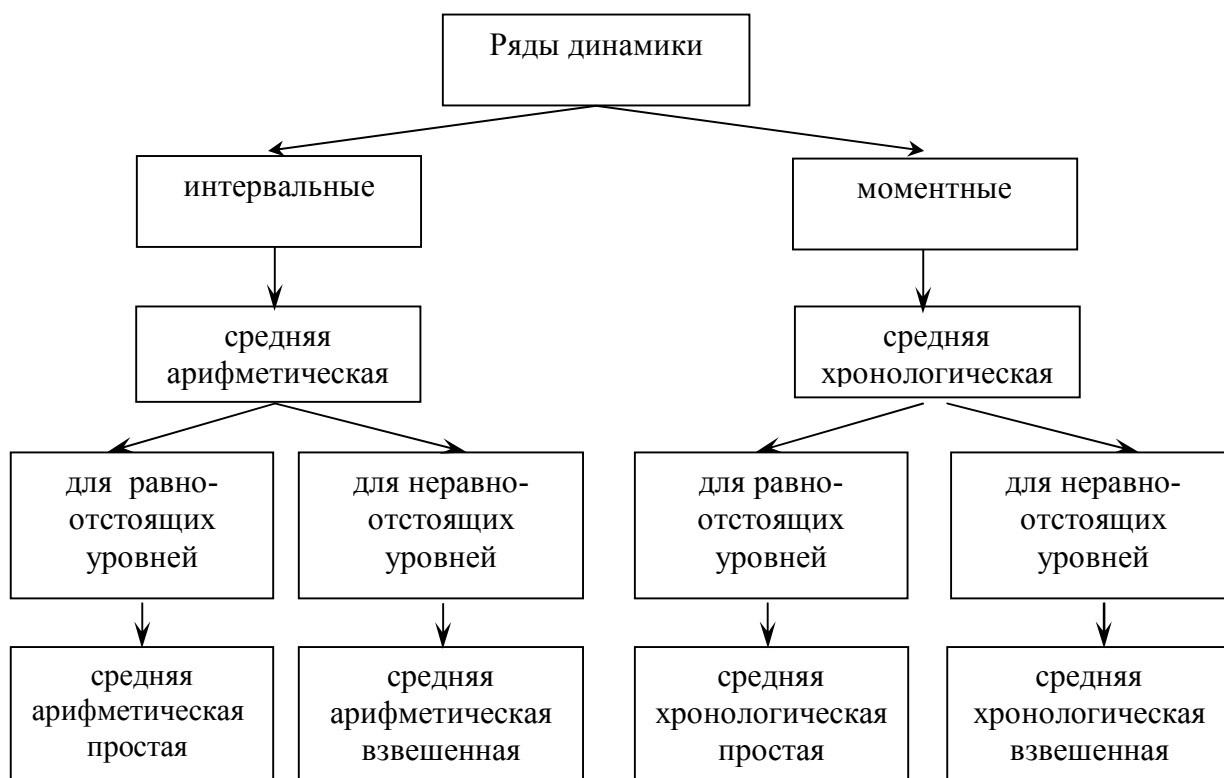 Ряды динамики
интервальные
моментные
средняя
арифметическая
средняя
хронологическая
для равно-
отстоящих
уровней
для неравно-
отстоящих
уровней
для равно-
отстоящих
уровней
для неравно-
отстоящих
уровней
средняя
арифметическая
простая
средняя
арифметическая
взвешенная
средняя
хронологическая
простая
средняя
хронологическая
взвешенная